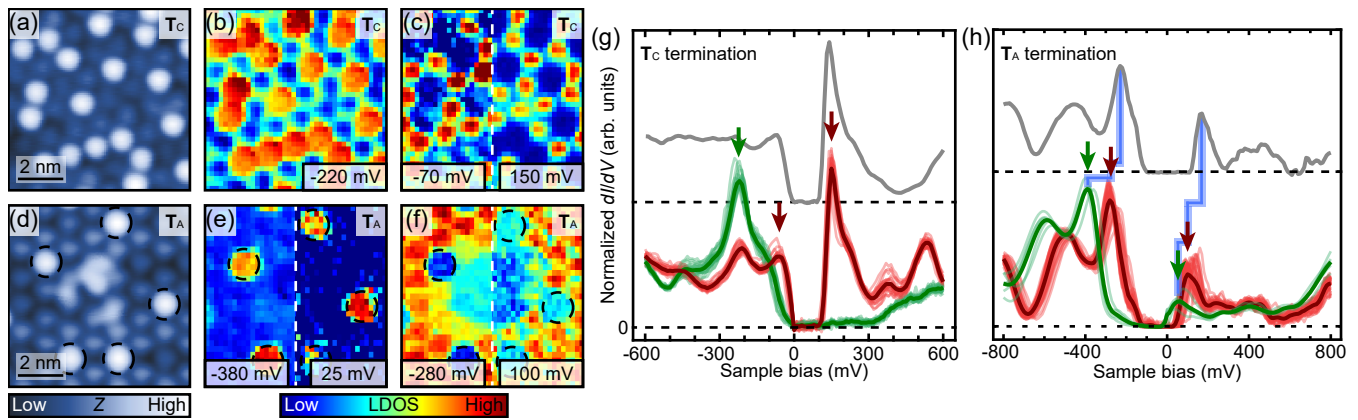 (a) Tc
2 nm
(b) Tc
-220 mV
(c) Tc
-70 mV 150 mV
(d) TA
2 nm
(e) TA
-380 mV 25 mV
(f) TA
-280 mV 100 mV
Low Z High
Low LDOS High
(g)
Tc termination
Normalized dI/dV (arb. units)
0
-600 -300 0 300 600
Sample bias (mV)
(h)
TA termination
-800 -400 0 400 800
Sample bias (mV)